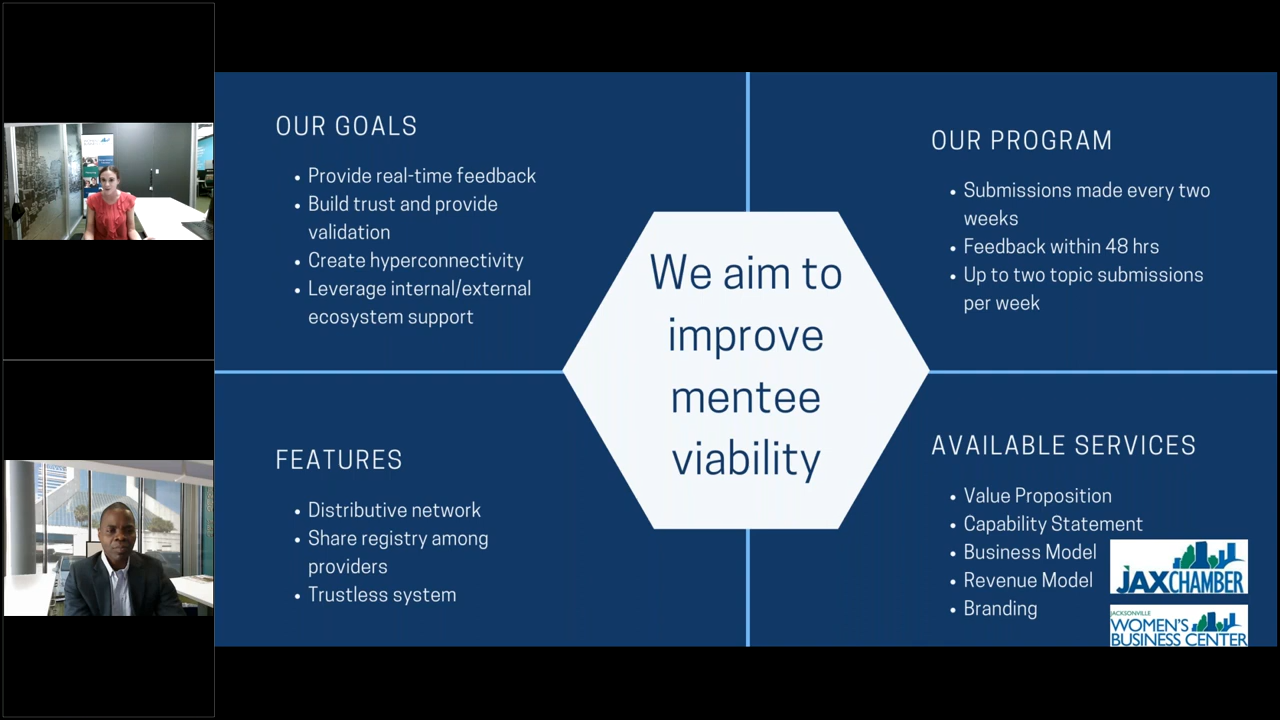 OUR GOALS
Provide real-time feedback
Build trust and provide
validation
Create hyperconnectivity
Leverage internal/external
ecosystem support
OUR PROGRAM
Submissions made every two
weeks
Feedback within 48 hrs
Up to two topic submissions
per week
We aim to
improve
mentee
viability
FEATURES
Distributive network
Share registry among
providers
Trustless system
AVAILABLE SERVICES
Value Proposition
Capability Statement
Business Model
Revenue Model
Branding
JAXCHAMBER
JACKSONVILLE
WOMEN'S
BUSINESS CENTER